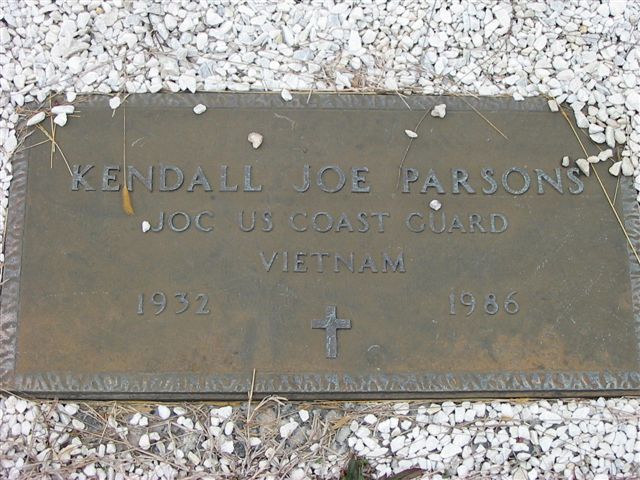 KENDALL JOE PARSONS
JOC US COAST GUARD
VIETNAM
1932 1986